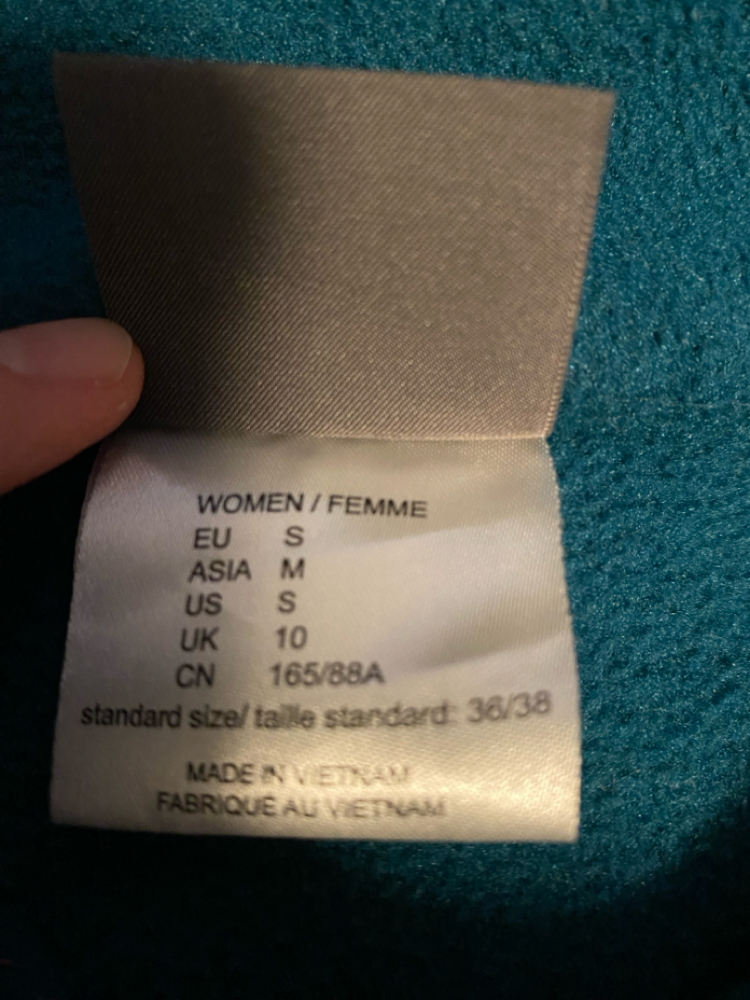 WOMEN / FEMME
EU S
ASIA M
US S
UK 10
CN 165/88A
standard size/ taille standard: 36/38
MADE IN VIETNAM
FABRIQUE AU VIETNAM